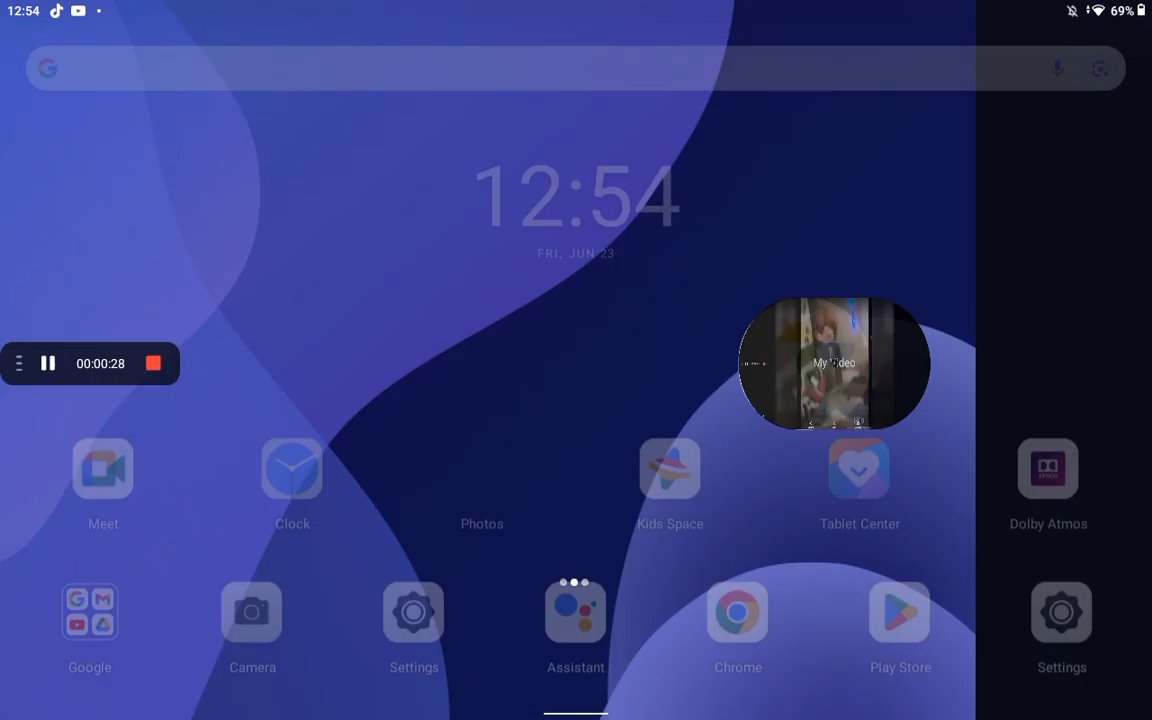 12:54
69%
12:54
FRI, JUN 23
My Video
00:00:28
Meet
Clock
Photos
Kids Space
Tablet Center
Dolby Atmos
Google
Camera
Settings
Assistant
Chrome
Play Store
Settings